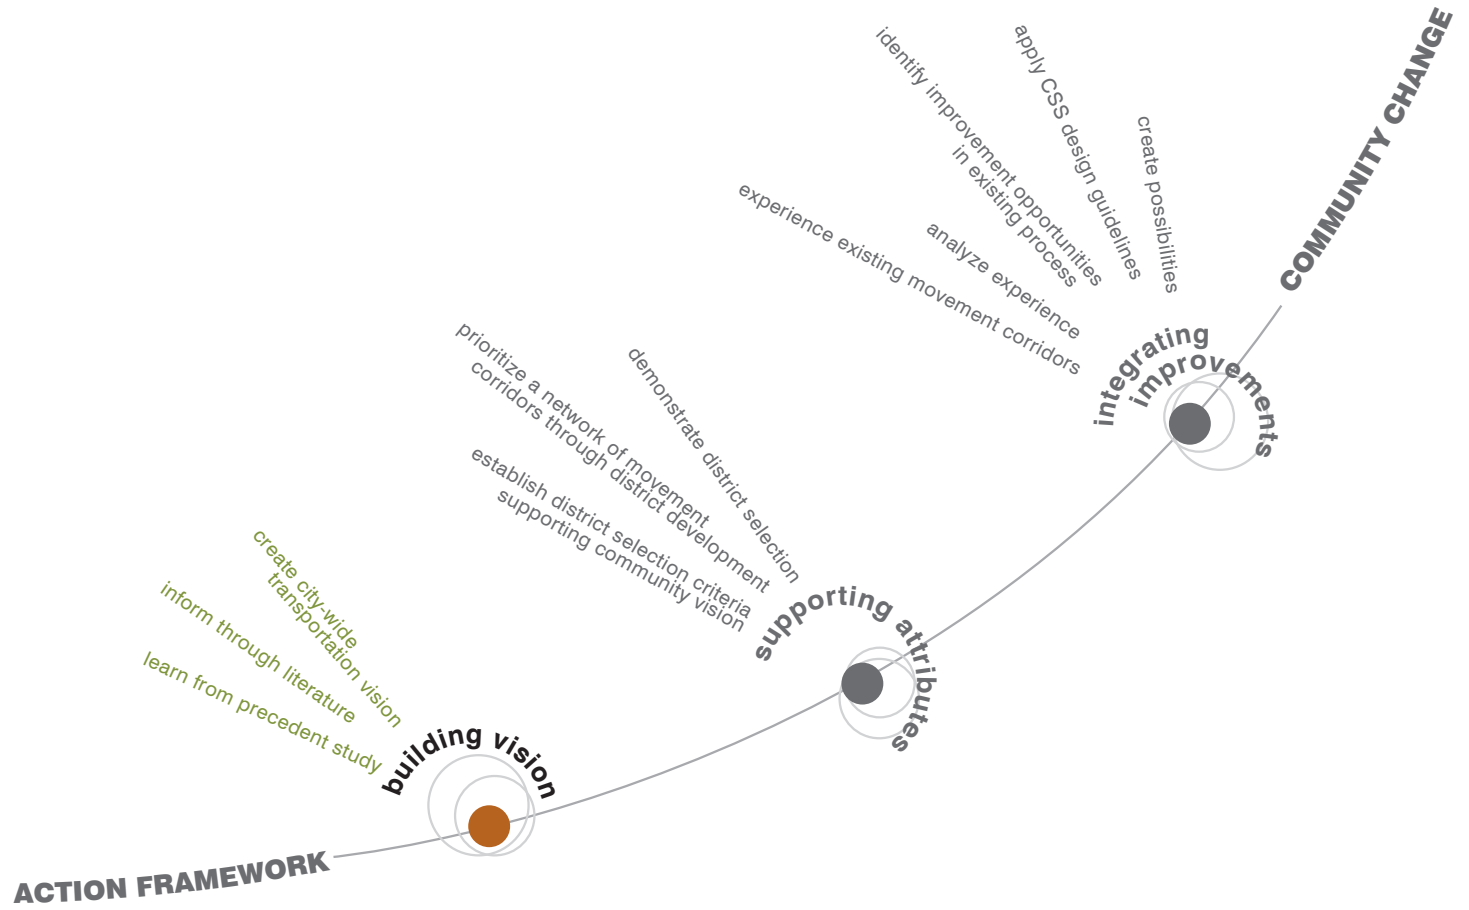 identify improvement opportunities
in existing process
apply CSS design guidelines
create possibilities
COMMUNITY CHANGE
experience existing movement corridors
analyze experience
integrating
improvements
prioritize a network of movement
corridors through district development
demonstrate district selection
establish district selection criteria
supporting community vision
supporting attributes
create city-wide
transportation vision
inform through literature
learn from precedent study
building vision
ACTION FRAMEWORK